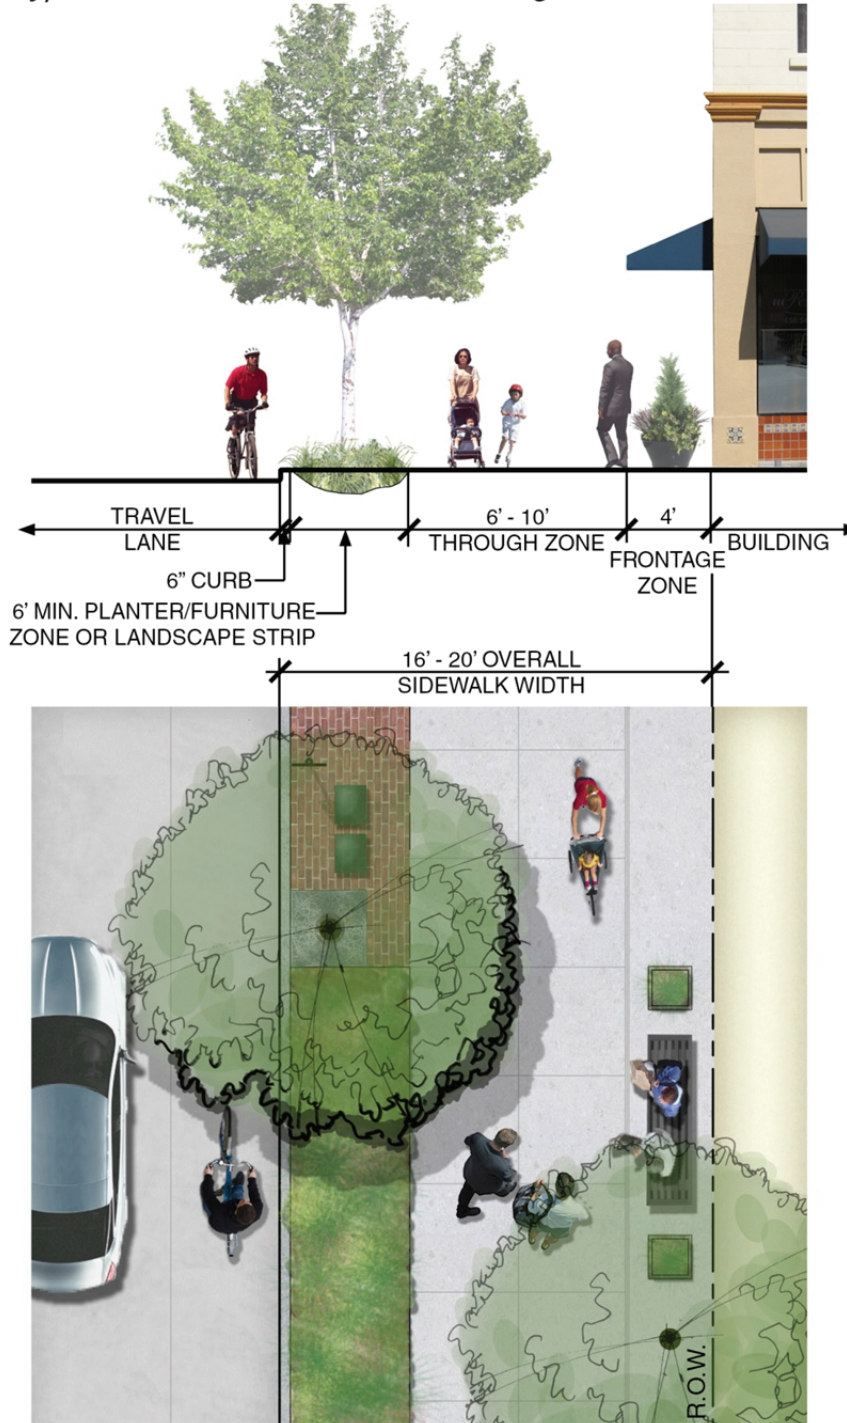 TRAVEL
LANE
6' - 10'
THROUGH ZONE
4'
FRONTAGE
ZONE
BUILDING
6” CURB
6' MIN. PLANTER/FURNITURE
ZONE OR LANDSCAPE STRIP
16' - 20' OVERALL
SIDEWALK WIDTH
R.O.W.